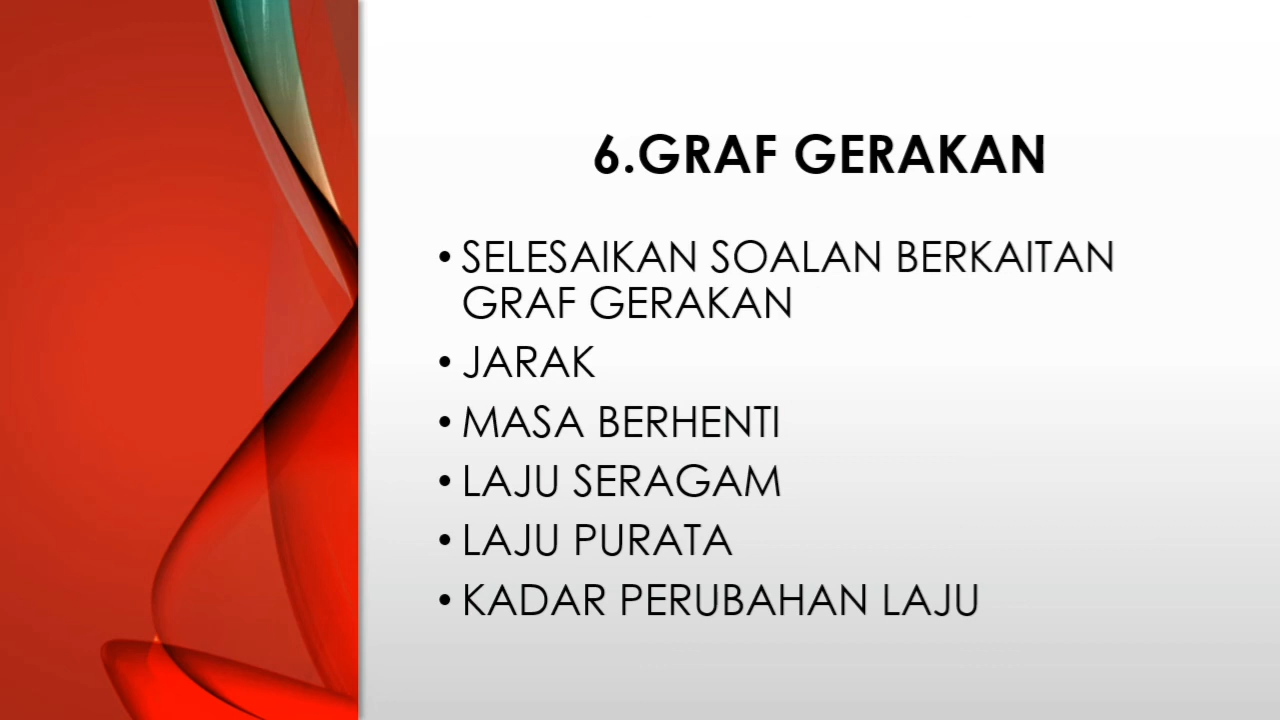 6.GRAF GERAKAN
• SELESAIKAN SOALAN BERKAITAN
GRAF GERAKAN
• JARAK
• MASA BERHENTI
• LAJU SERAGAM
• LAJU PURATA
• KADAR PERUBAHAN LAJU